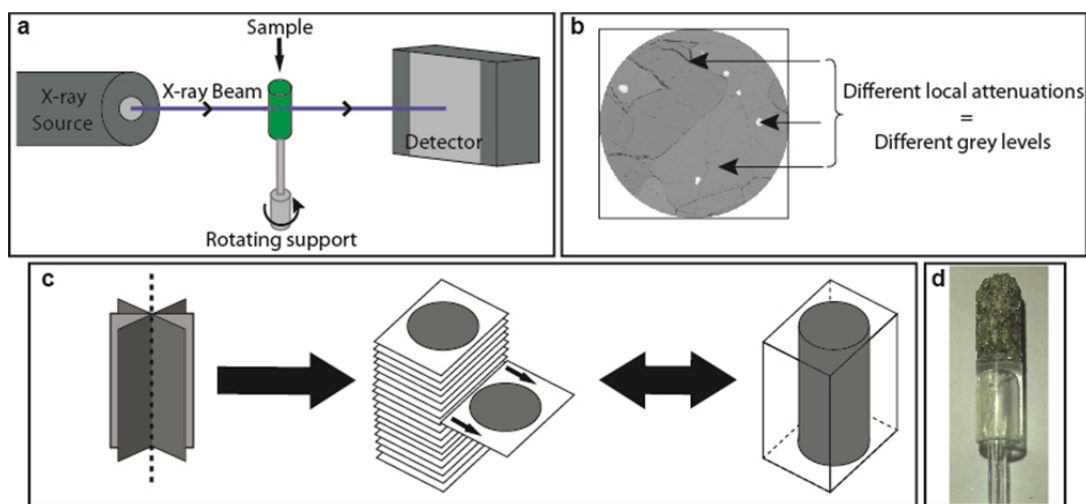 a
Sample
X-ray Beam
X-ray
Source
Detector
Rotating support
b
Different local attenuations
=
Different grey levels
c
d